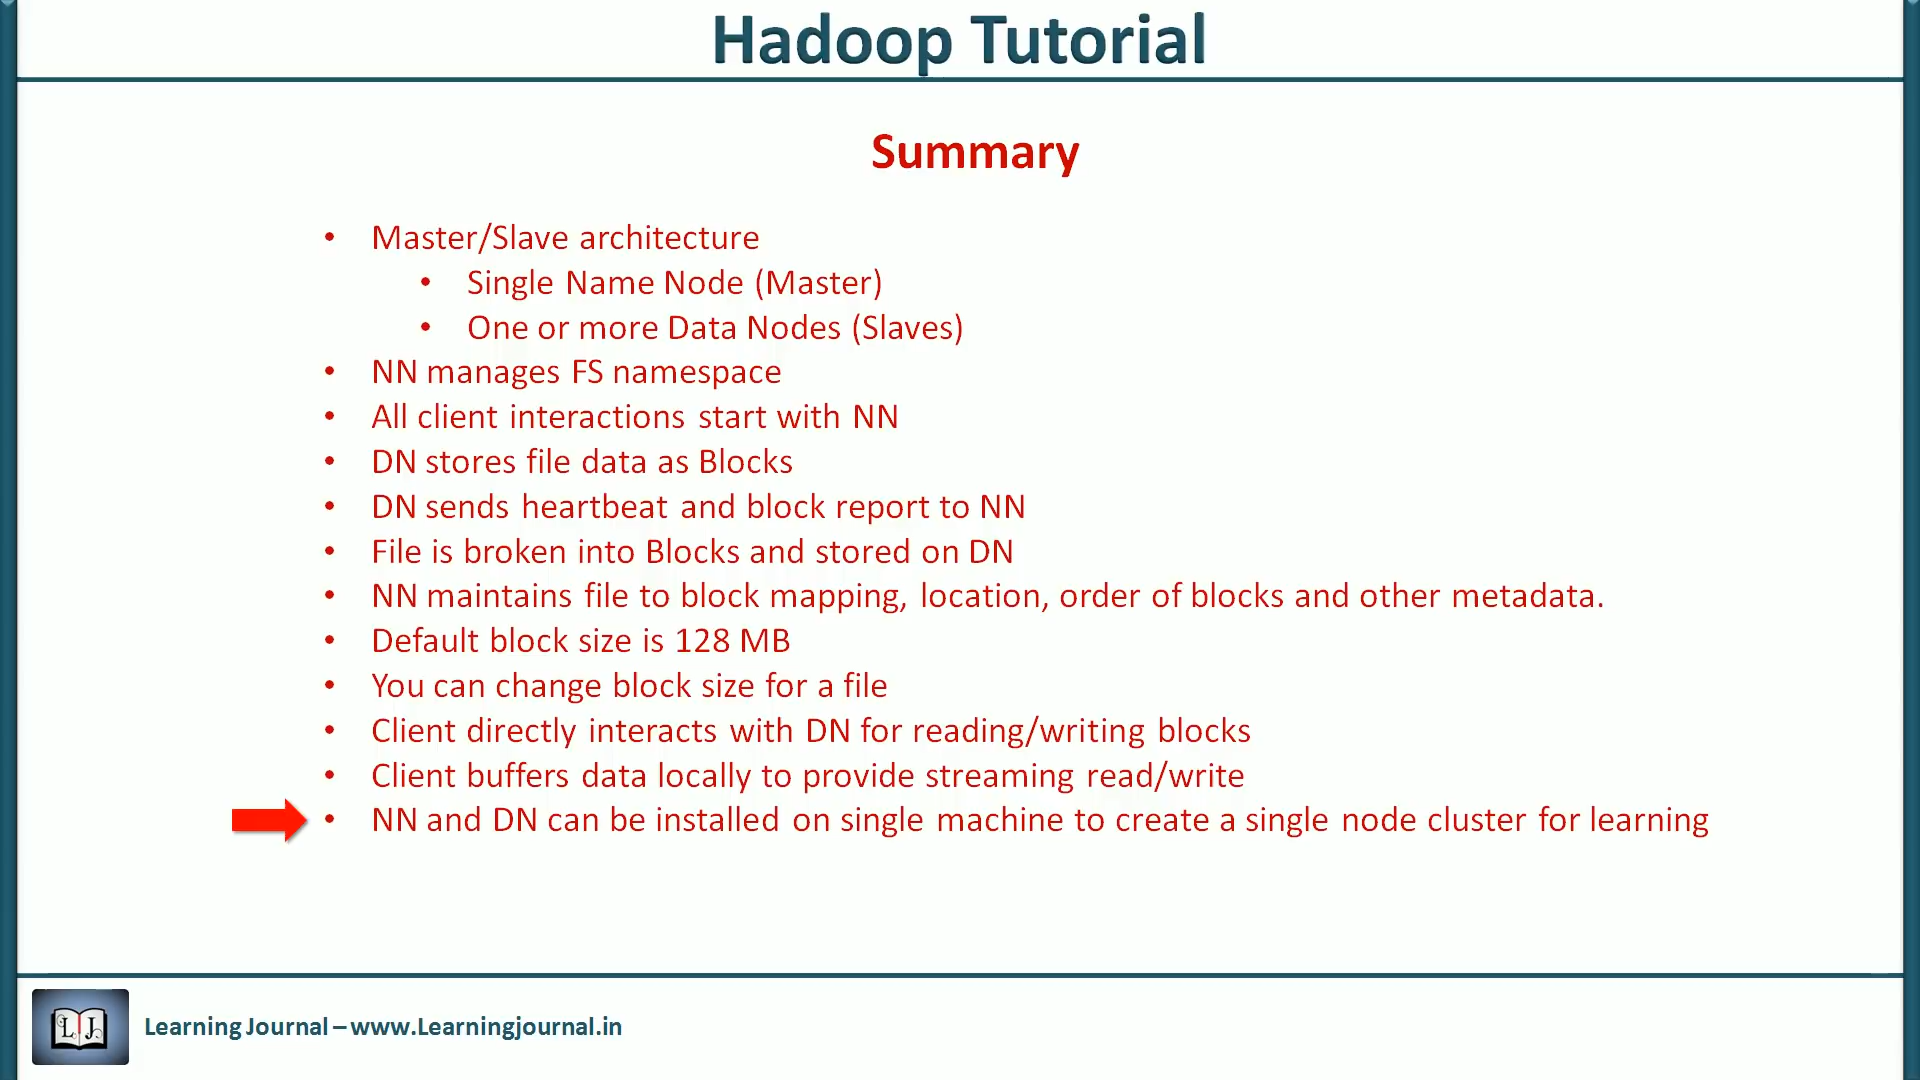 Hadoop Tutorial
Summary
• Master/Slave architecture
• Single Name Node (Master)
• One or more Data Nodes (Slaves)
• NN manages FS namespace
• All client interactions start with NN
• DN stores file data as Blocks
• DN sends heartbeat and block report to NN
• File is broken into Blocks and stored on DN
• NN maintains file to block mapping, location, order of blocks and other metadata.
• Default block size is 128 MB
• You can change block size for a file
• Client directly interacts with DN for reading/writing blocks
• Client buffers data locally to provide streaming read/write
• NN and DN can be installed on single machine to create a single node cluster for learning
L J
Learning Journal – www.Learningjournal.in